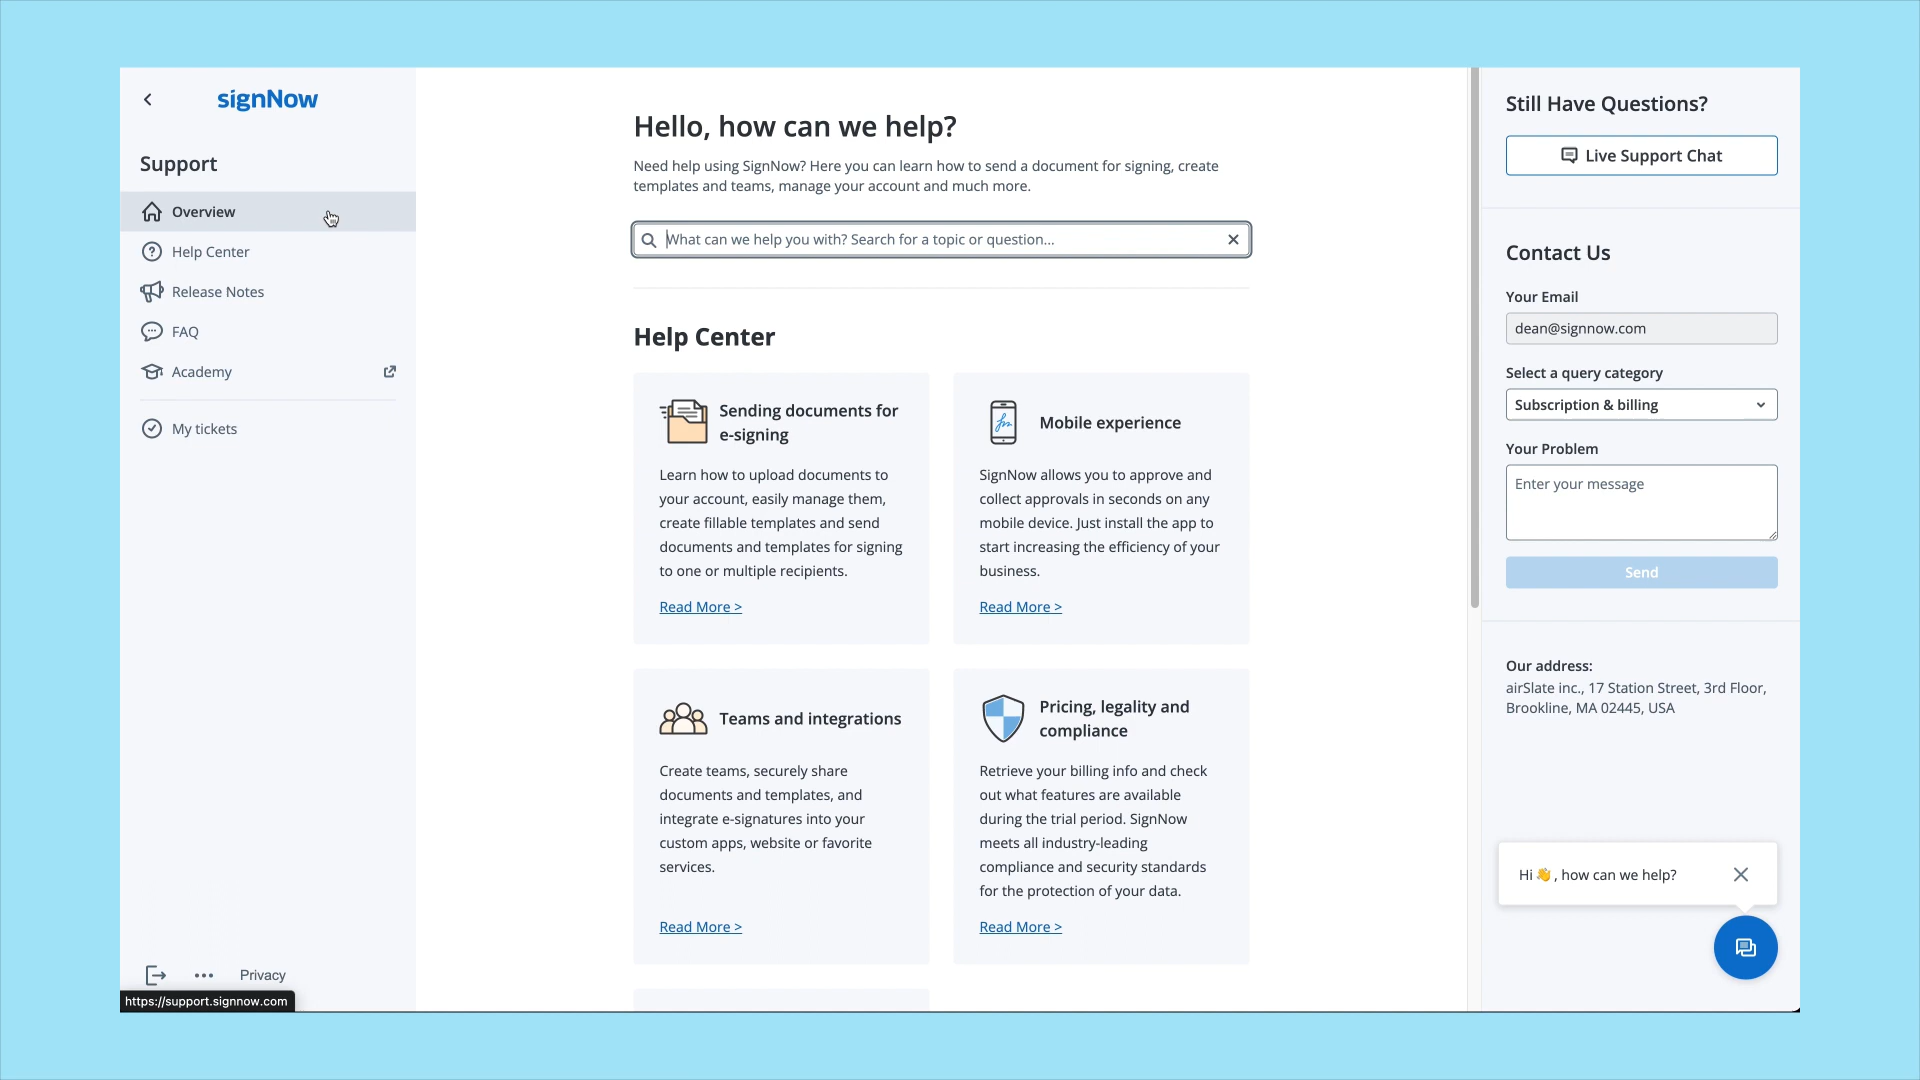 signNow
Support
Overview
Help Center
Release Notes
FAQ
Academy
My tickets
Privacy
https://support.signnow.com
Hello, how can we help?
Need help using SignNow? Here you can learn how to send a document for signing, create
templates and teams, manage your account and much more.
What can we help you with? Search for a topic or question...
Help Center
Sending documents for
e-signing
Learn how to upload documents to
your account, easily manage them,
create fillable templates and send
documents and templates for signing
to one or multiple recipients.
Read More >
Mobile experience
SignNow allows you to approve and
collect approvals in seconds on any
mobile device. Just install the app to
start increasing the efficiency of your
business.
Read More >
Teams and integrations
Create teams, securely share
documents and templates, and
integrate e-signatures into your
custom apps, website or favorite
services.
Read More >
Pricing, legality and
compliance
Retrieve your billing info and check
out what features are available
during the trial period. SignNow
meets all industry-leading
compliance and security standards
for the protection of your data.
Read More >
Still Have Questions?
Live Support Chat
Contact Us
Your Email
dean@signnow.com
Select a query category
Subscription & billing
Your Problem
Enter your message
Send
Our address:
airSlate inc., 17 Station Street, 3rd Floor,
Brookline, MA 02445, USA
Hi 👋 , how can we help?